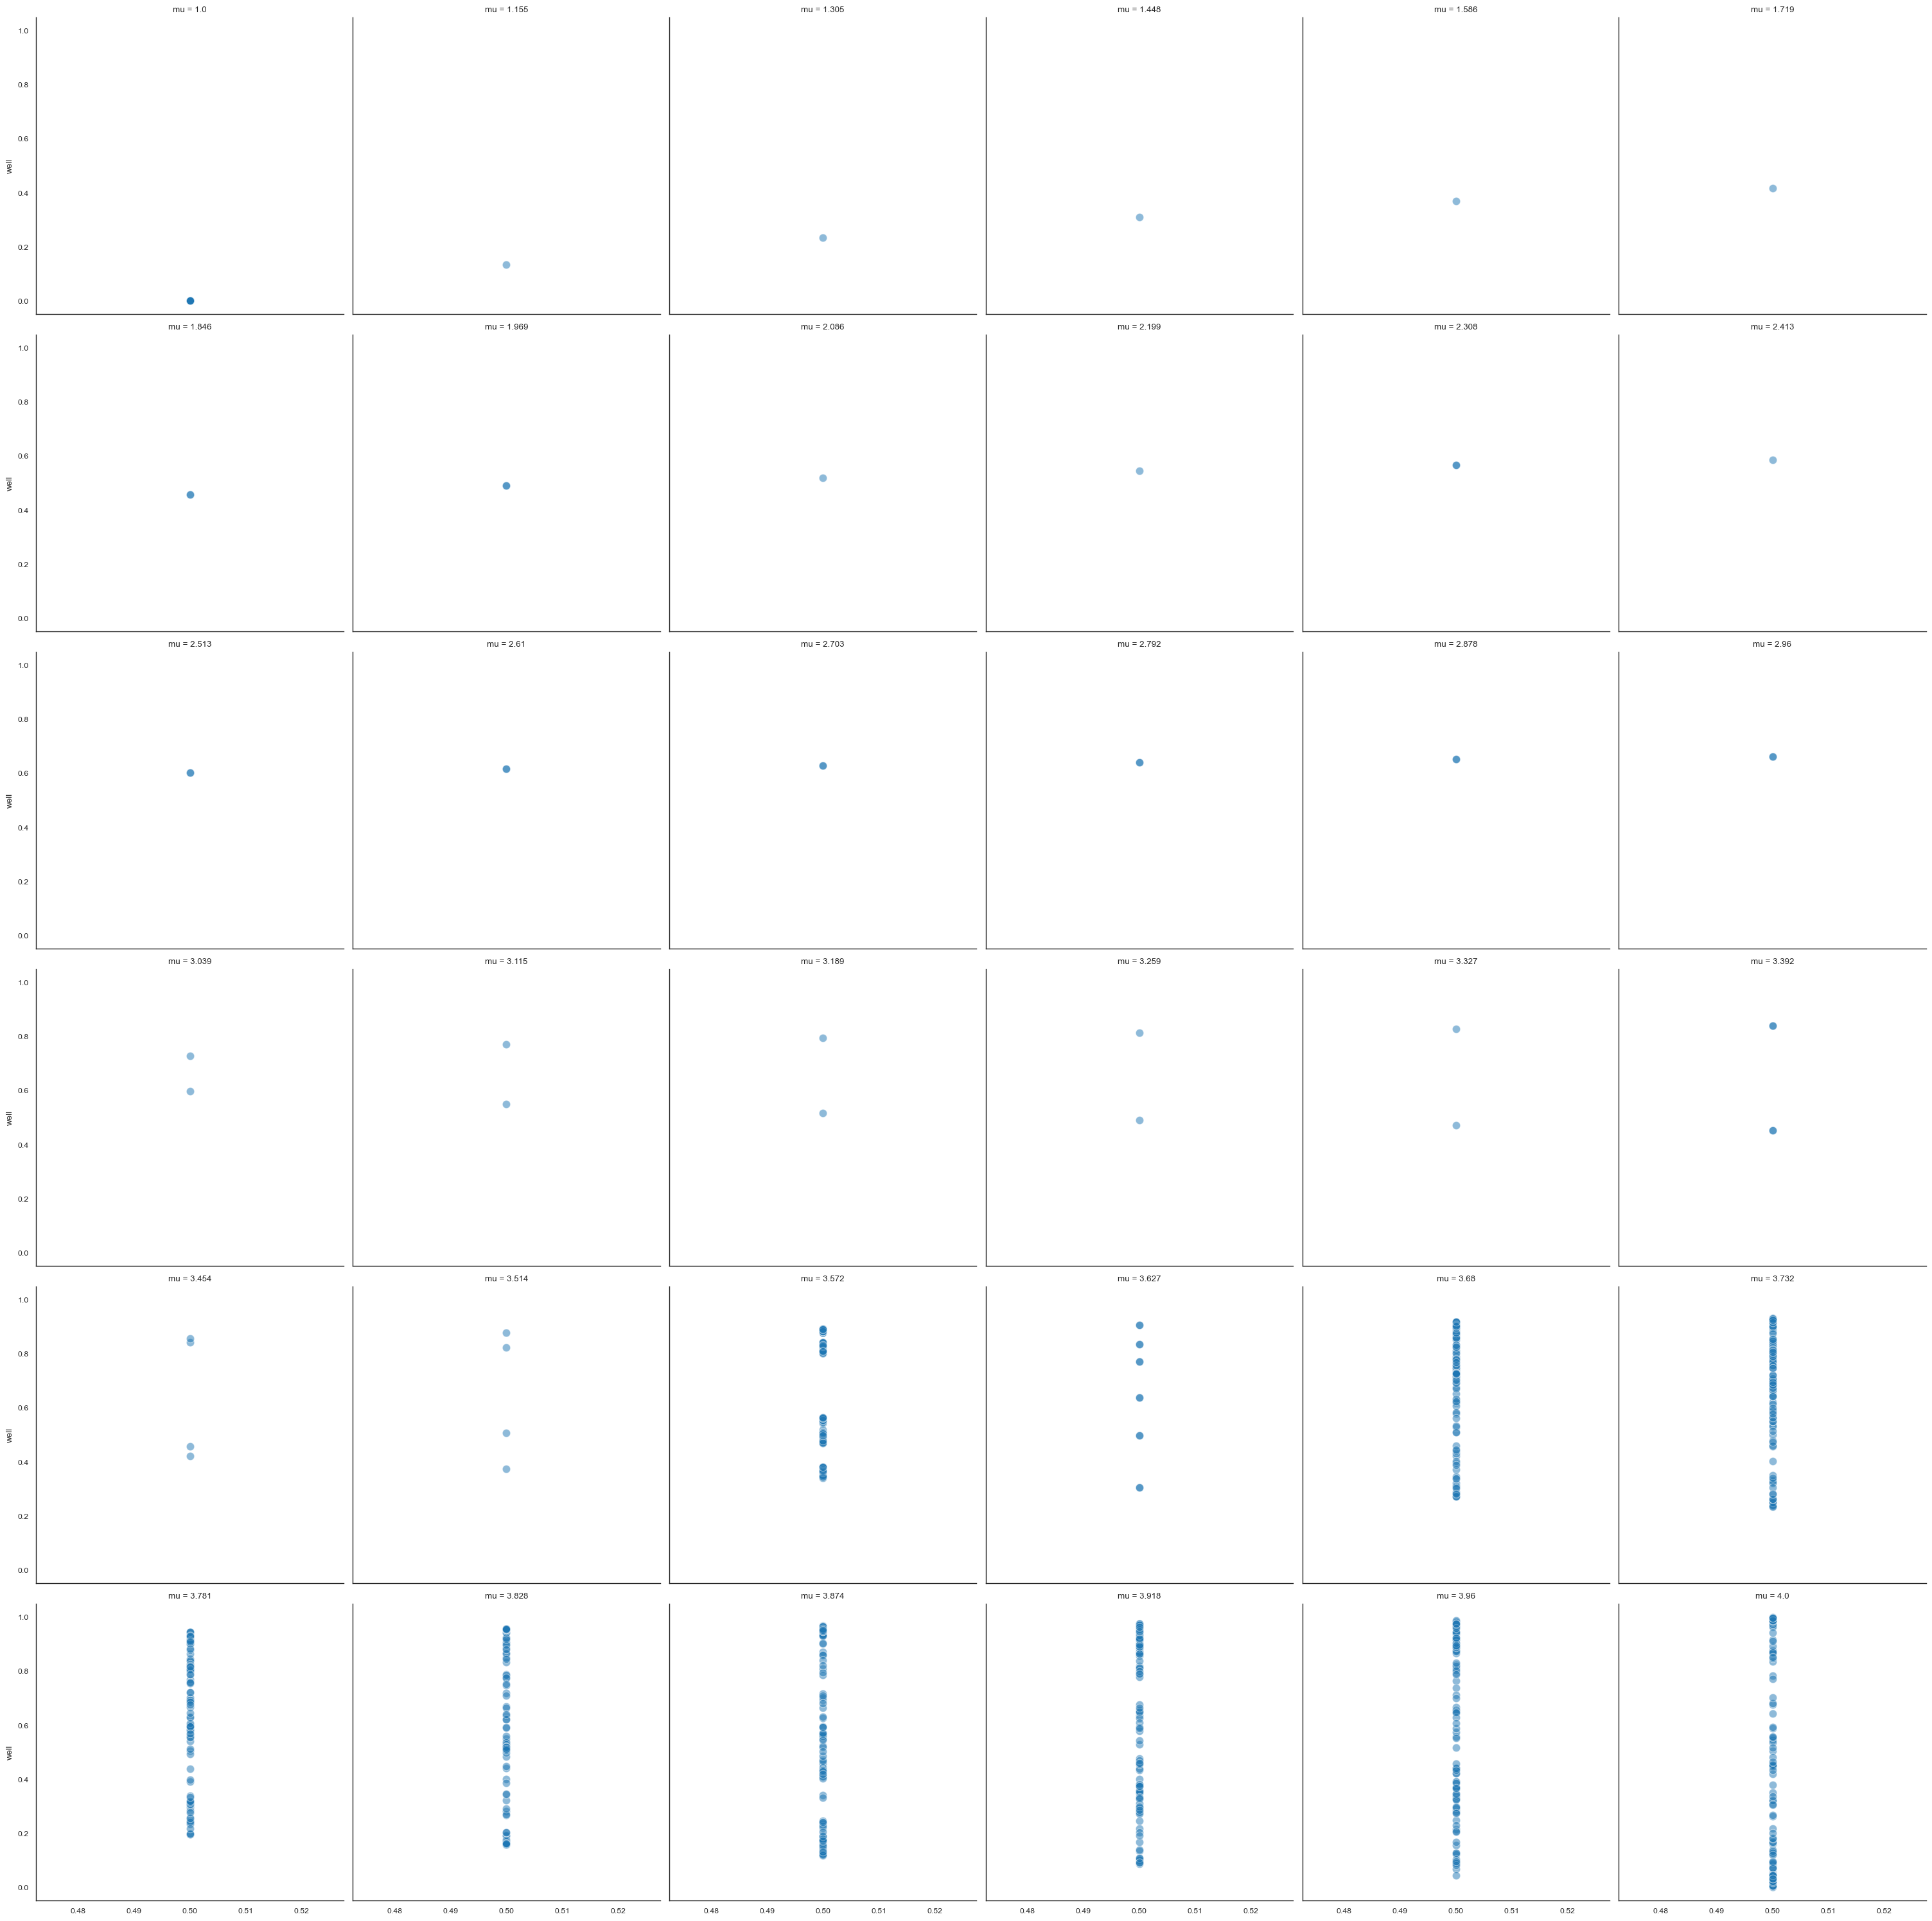 mu = 1.0 mu = 1.155 mu = 1.305 mu = 1.448 mu = 1.586 mu = 1.719
1.0
0.8
0.6
well
0.4
0.2
0.0
mu = 1.846 mu = 1.969 mu = 2.086 mu = 2.199 mu = 2.308 mu = 2.413
1.0
0.8
0.6
well
0.4
0.2
0.0
mu = 2.513 mu = 2.61 mu = 2.703 mu = 2.792 mu = 2.878 mu = 2.96
1.0
0.8
0.6
well
0.4
0.2
0.0
mu = 3.039 mu = 3.115 mu = 3.189 mu = 3.259 mu = 3.327 mu = 3.392
1.0
0.8
0.6
well
0.4
0.2
0.0
mu = 3.454 mu = 3.514 mu = 3.572 mu = 3.627 mu = 3.68 mu = 3.732
1.0
0.8
0.6
well
0.4
0.2
0.0
mu = 3.781 mu = 3.828 mu = 3.874 mu = 3.918 mu = 3.96 mu = 4.0
1.0
0.8
0.6
well
0.4
0.2
0.0
0.48 0.49 0.50 0.51 0.52 0.48 0.49 0.50 0.51 0.52 0.48 0.49 0.50 0.51 0.52 0.48 0.49 0.50 0.51 0.52 0.48 0.49 0.50 0.51 0.52 0.48 0.49 0.50 0.51 0.52